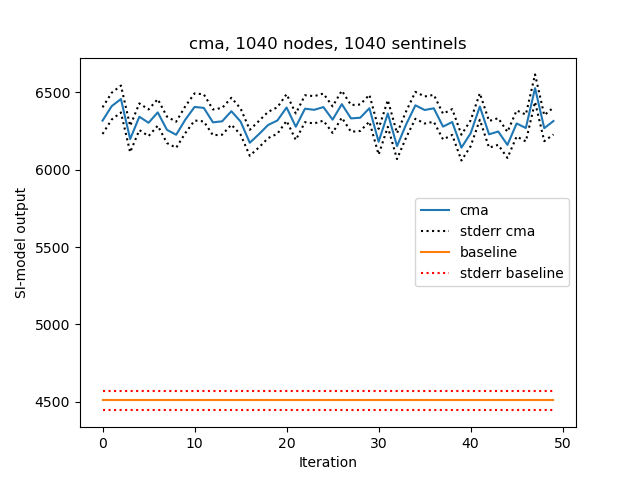 cma, 1040 nodes, 1040 sentinels
SI-model output
6500
6000
5500
5000
4500
cma
stderr cma
baseline
stderr baseline
0 10 20 30 40 50
Iteration